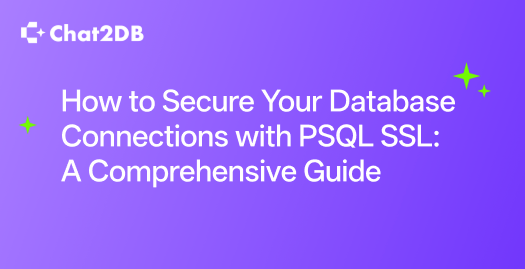 Chat2DB
How to Secure Your Database
Connections with PSQL SSL:
A Comprehensive Guide